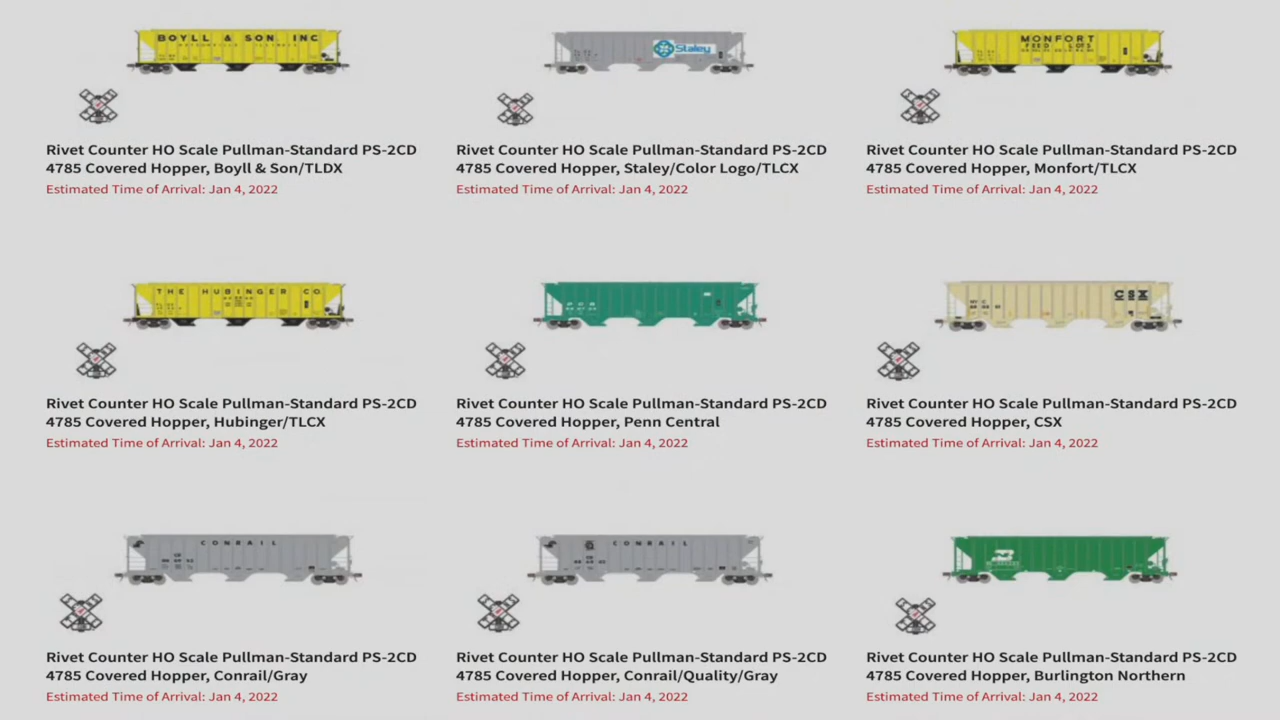 BOYLL & SON, INC
Staley
MONFORT
FEED LOTS
Rivet Counter HO Scale Pullman-Standard PS-2CD
4785 Covered Hopper, Boyll & Son/TLDX
Estimated Time of Arrival: Jan 4, 2022
Rivet Counter HO Scale Pullman-Standard PS-2CD
4785 Covered Hopper, Staley/Color Logo/TLCX
Estimated Time of Arrival: Jan 4, 2022
Rivet Counter HO Scale Pullman-Standard PS-2CD
4785 Covered Hopper, Monfort/TLCX
Estimated Time of Arrival: Jan 4, 2022
THE HUBINGER CO.
CSX
Rivet Counter HO Scale Pullman-Standard PS-2CD
4785 Covered Hopper, Hubinger/TLCX
Estimated Time of Arrival: Jan 4, 2022
Rivet Counter HO Scale Pullman-Standard PS-2CD
4785 Covered Hopper, Penn Central
Estimated Time of Arrival: Jan 4, 2022
Rivet Counter HO Scale Pullman-Standard PS-2CD
4785 Covered Hopper, CSX
Estimated Time of Arrival: Jan 4, 2022
CONRAIL
CONRAIL
Rivet Counter HO Scale Pullman-Standard PS-2CD
4785 Covered Hopper, Conrail/Gray
Estimated Time of Arrival: Jan 4, 2022
Rivet Counter HO Scale Pullman-Standard PS-2CD
4785 Covered Hopper, Conrail/Quality/Gray
Estimated Time of Arrival: Jan 4, 2022
Rivet Counter HO Scale Pullman-Standard PS-2CD
4785 Covered Hopper, Burlington Northern
Estimated Time of Arrival: Jan 4, 2022